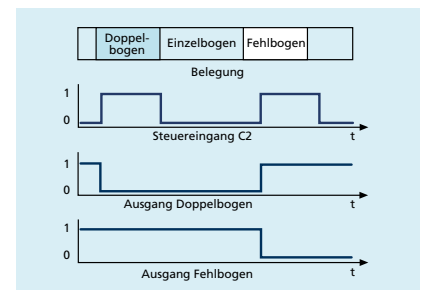 Doppel-
bogen
Einzelbogen
Fehlbogen
Belegung
1
0
Steuereingang C2
t
1
0
Ausgang Doppelbogen
t
1
0
Ausgang Fehlbogen
t